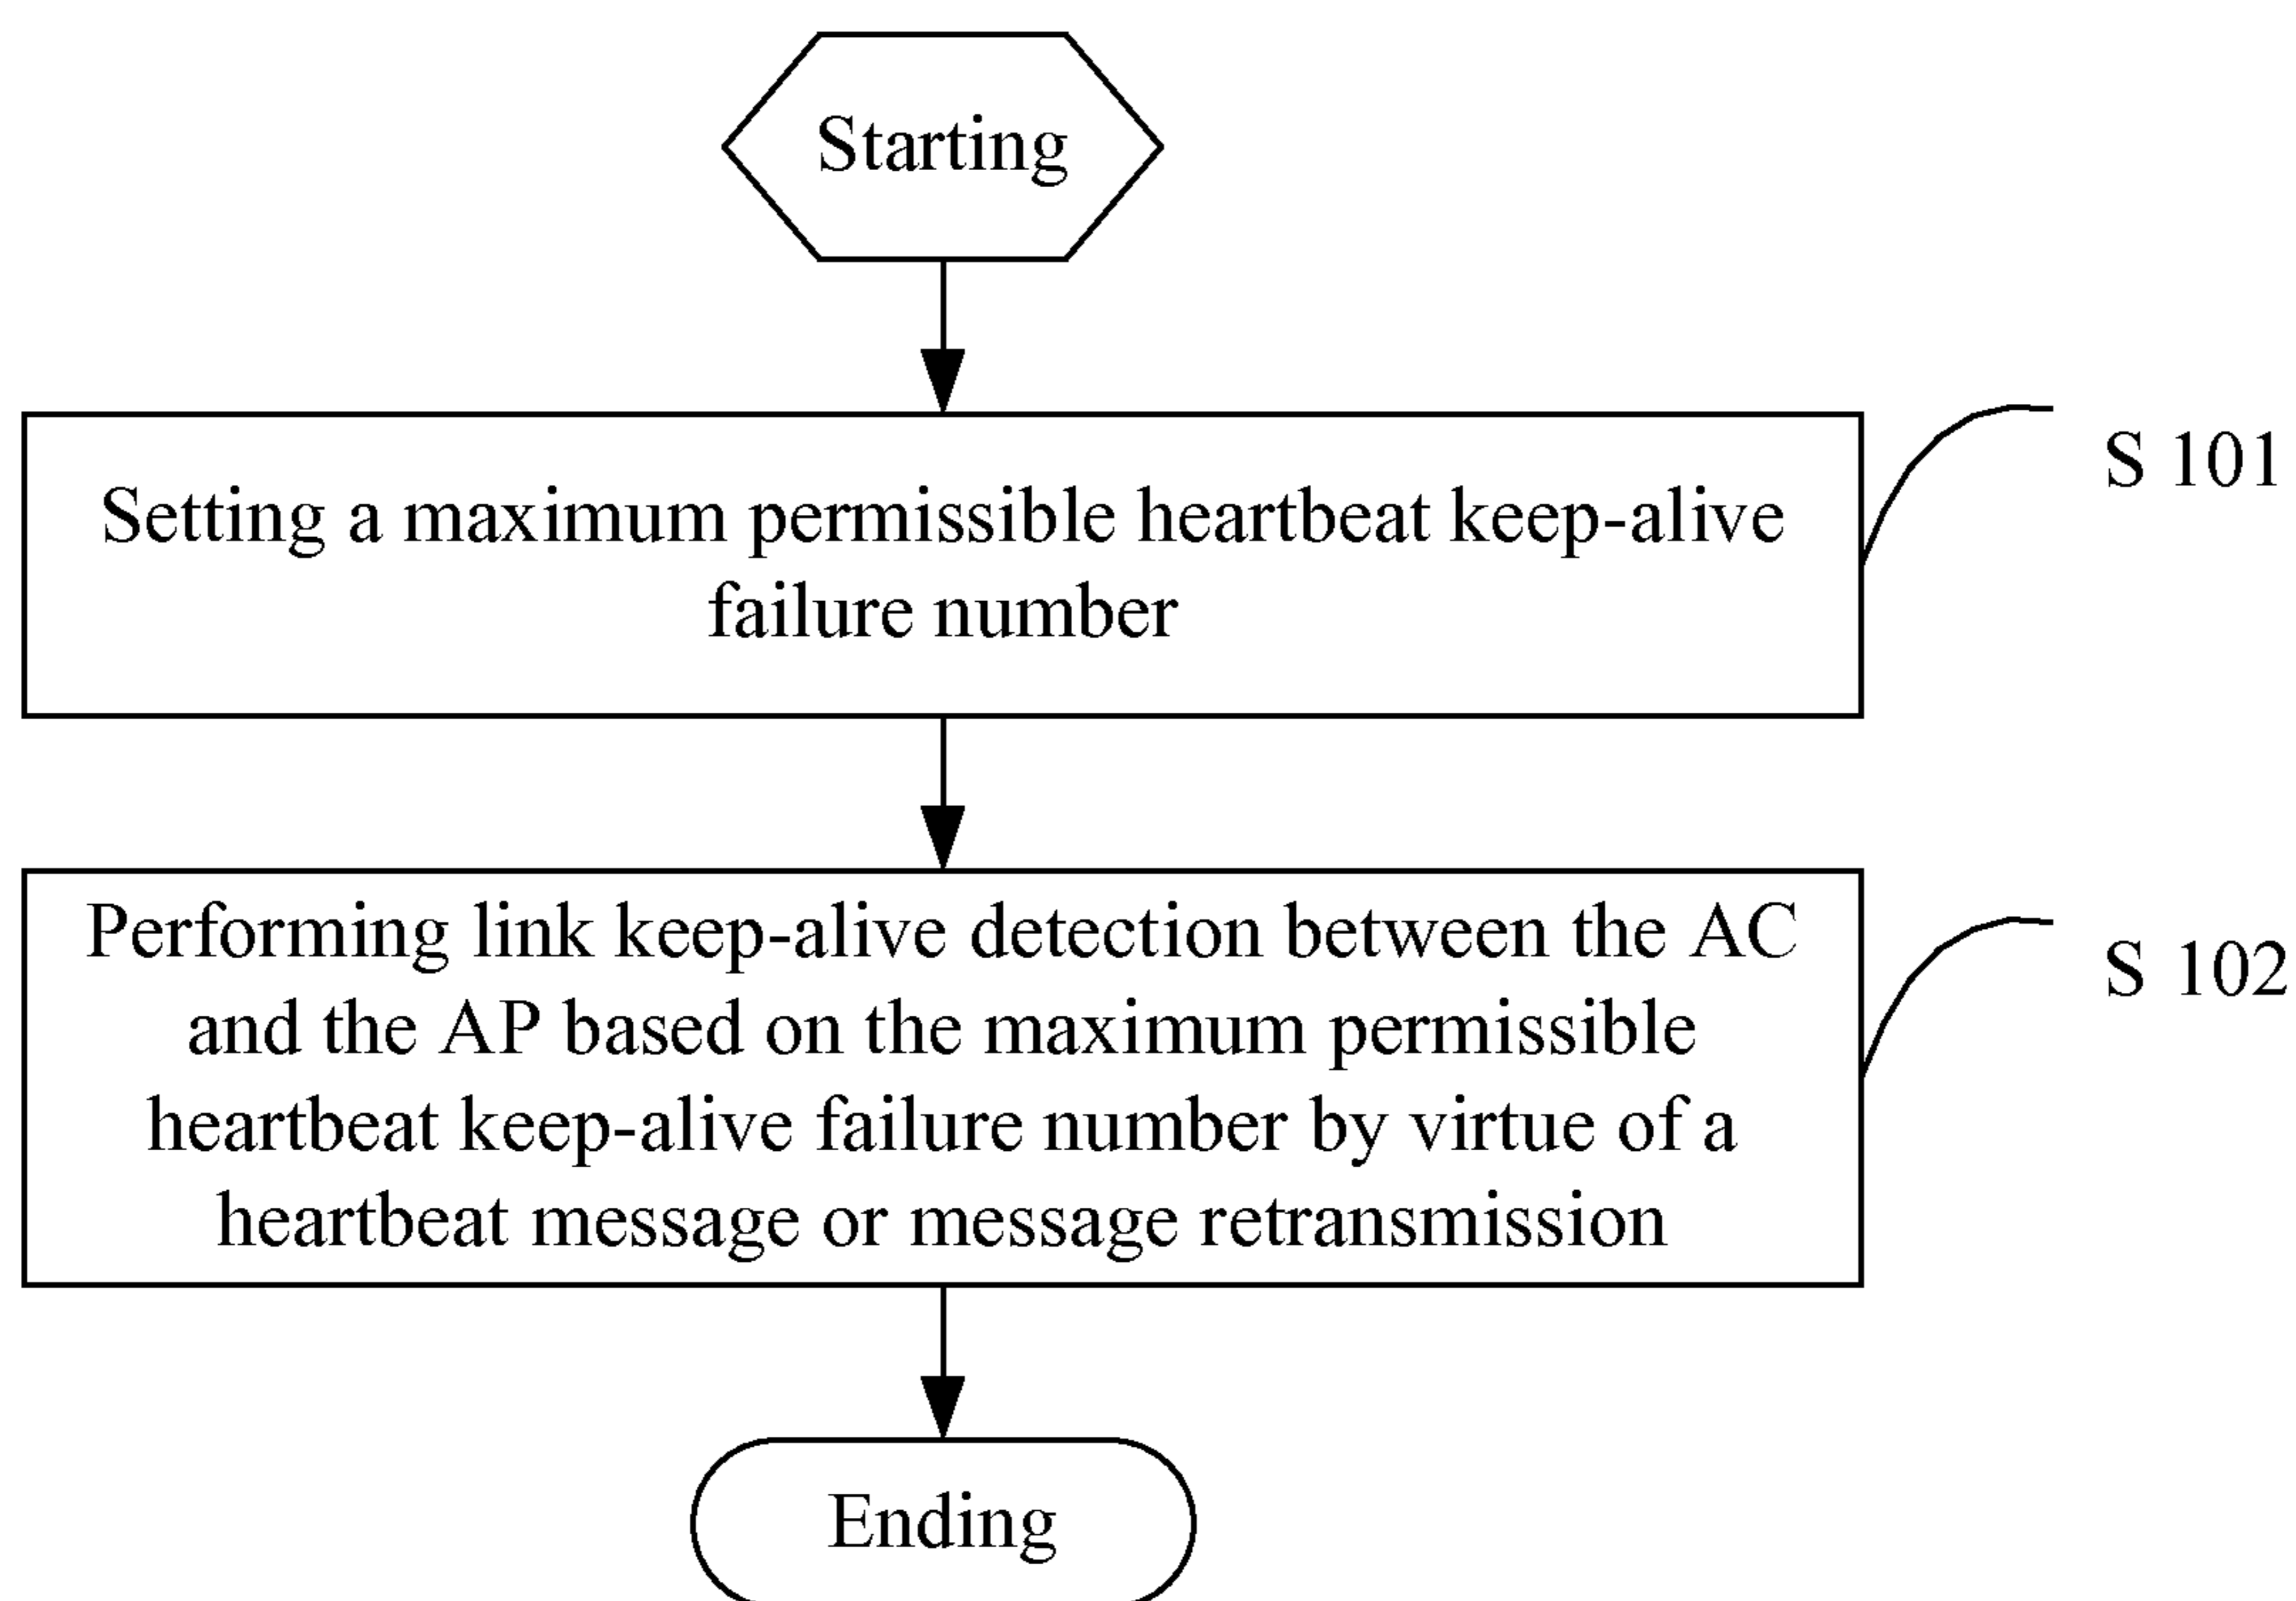 Starting
Setting a maximum permissible heartbeat keep-alive
failure number
S 101
Performing link keep-alive detection between the AC
and the AP based on the maximum permissible
heartbeat keep-alive failure number by virtue of a
heartbeat message or message retransmission
S 102
Ending